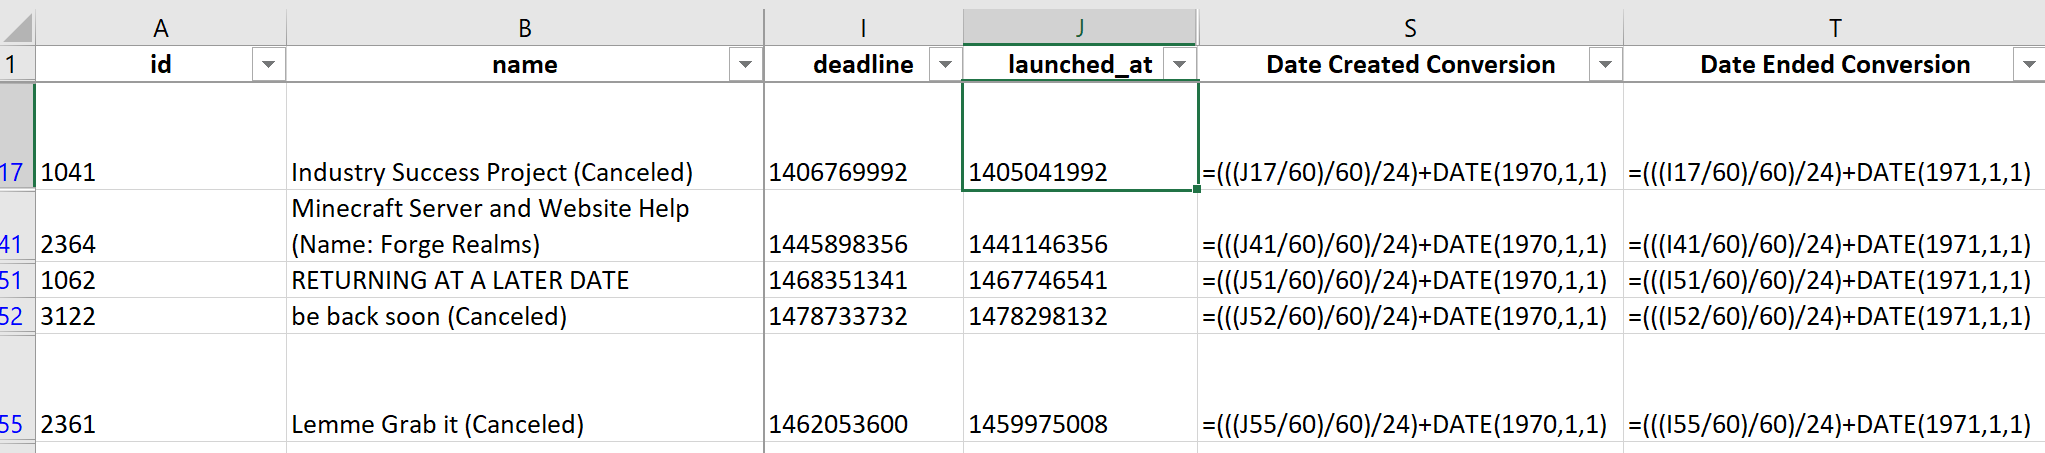 A B I J S T
1 id name deadline launched_at Date Created Conversion Date Ended Conversion
17 1041 Industry Success Project (Canceled) 1406769992 1405041992 =(((J17/60)/60)/24)+DATE(1970,1,1) =(((I17/60)/60)/24)+DATE(1971,1,1)
Minecraft Server and Website Help
41 2364 (Name: Forge Realms) 1445898356 1441146356 =(((J41/60)/60)/24)+DATE(1970,1,1) =(((I41/60)/60)/24)+DATE(1971,1,1)
51 1062 RETURNING AT A LATER DATE 1468351341 1467746541 =(((J51/60)/60)/24)+DATE(1970,1,1) =(((I51/60)/60)/24)+DATE(1971,1,1)
52 3122 be back soon (Canceled) 1478733732 1478298132 =(((J52/60)/60)/24)+DATE(1970,1,1) =(((I52/60)/60)/24)+DATE(1971,1,1)
55 2361 Lemme Grab it (Canceled) 1462053600 1459975008 =(((J55/60)/60)/24)+DATE(1970,1,1) =(((I55/60)/60)/24)+DATE(1971,1,1)